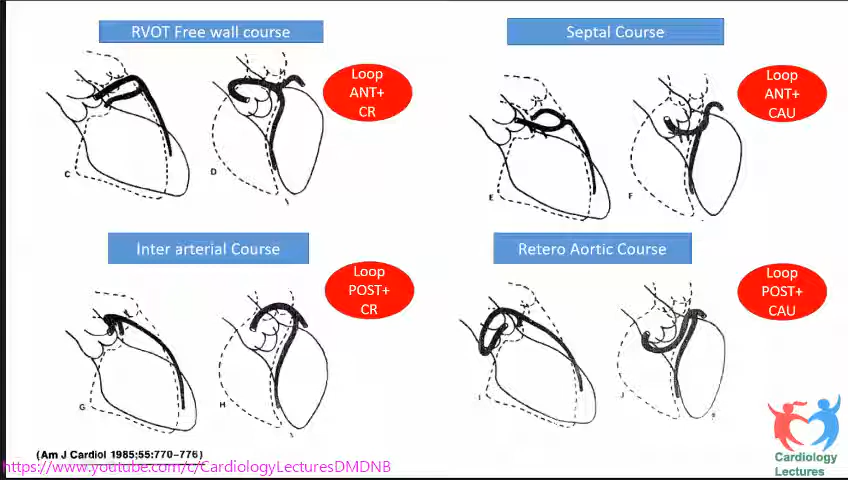 RVOT Free wall course
Septal Course
Loop
ANT+
CR
Loop
ANT+
CAU
C
D
E
F
Inter arterial Course
Retero Aortic Course
Loop
POST+
CR
Loop
POST+
CAU
G
H
I
J
(Am J Cardiol 1985;55:770-776)
https://www.youtube.com/c/CardiologyLecturesDMDNB
Cardiology
Lectures